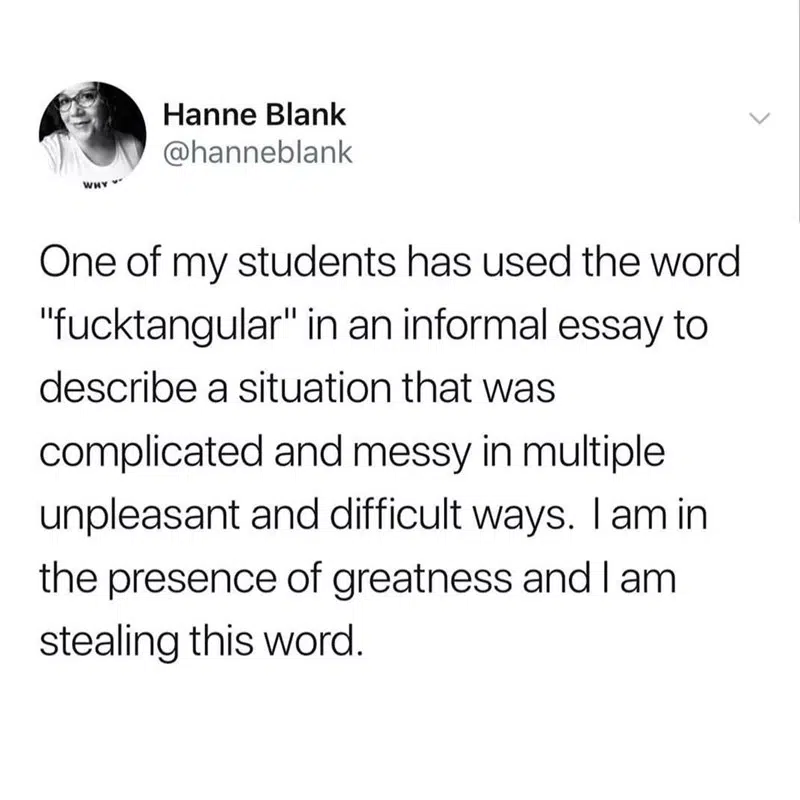 Hanne Blank
@hanneblank
WHY
One of my students has used the word
"fucktangular" in an informal essay to
describe a situation that was
complicated and messy in multiple
unpleasant and difficult ways.  I am in
the presence of greatness and I am
stealing this word.